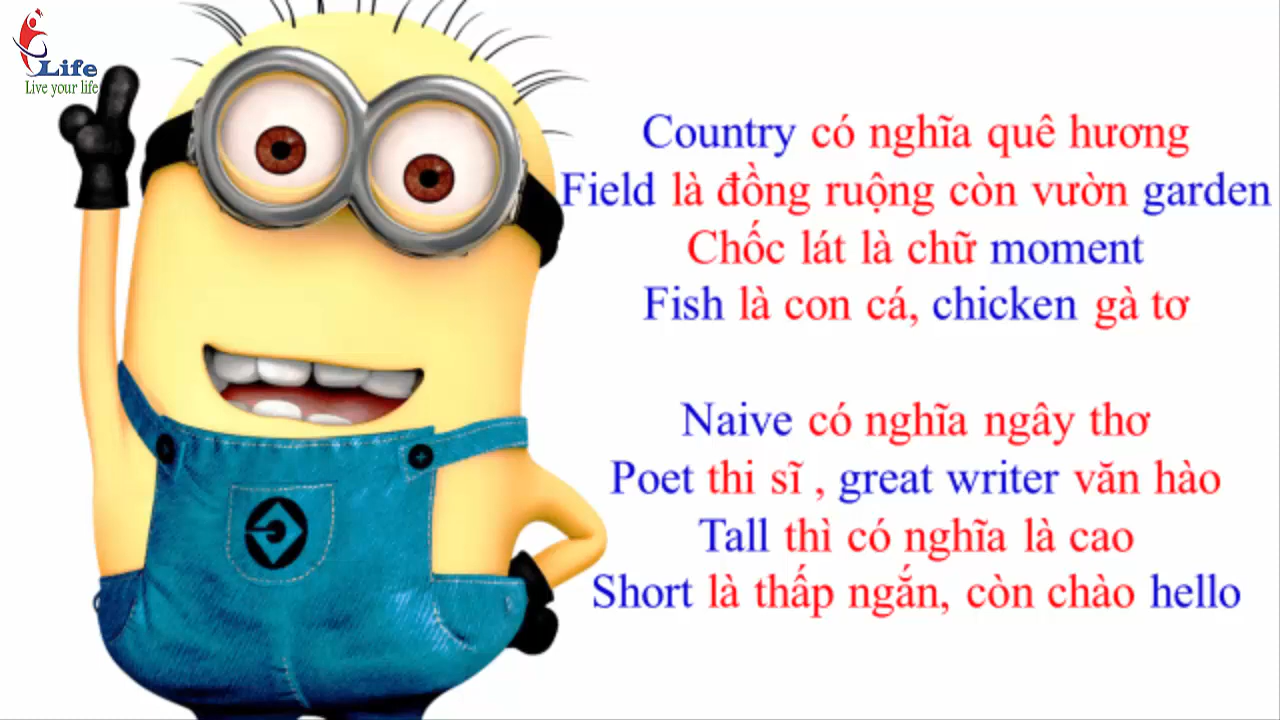 Life
Live your life
Country có nghĩa quê hương
Field là đồng ruộng còn vườn garden
Chốc lát là chữ moment
Fish là con cá, chicken gà tơ
Naive có nghĩa ngây thơ
Poet thi sĩ , great writer văn hào
Tall thì có nghĩa là cao
Short là thấp ngắn, còn chào hello